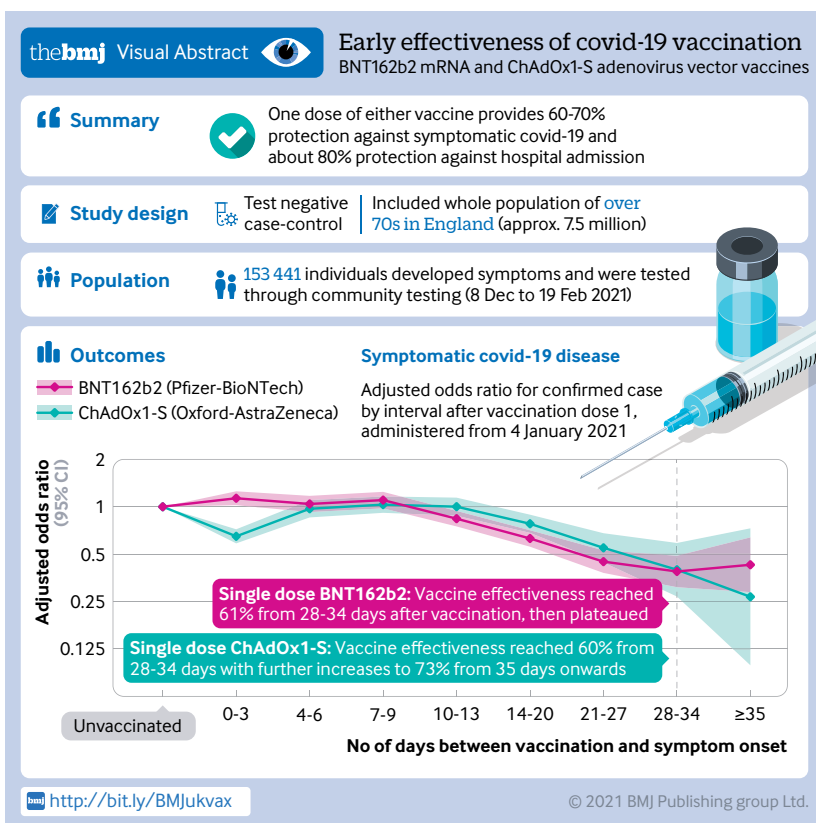 thebmj Visual Abstract
Early effectiveness of covid-19 vaccination
BNT162b2 mRNA and ChAdOx1-S adenovirus vector vaccines
Summary
One dose of either vaccine provides 60-70%
protection against symptomatic covid-19 and
about 80% protection against hospital admission
Study design
Test negative
case-control
Included whole population of over
70s in England (approx. 7.5 million)
Population
153 441 individuals developed symptoms and were tested
through community testing (8 Dec to 19 Feb 2021)
Outcomes
BNT162b2 (Pfizer-BioNTech)
ChAdOx1-S (Oxford-AstraZeneca)
Symptomatic covid-19 disease
Adjusted odds ratio for confirmed case
by interval after vaccination dose 1,
administered from 4 January 2021
Adjusted odds ratio
(95% CI)
2
1
0.5
0.25
0.125
Single dose BNT162b2: Vaccine effectiveness reached
61% from 28-34 days after vaccination, then plateaued
Single dose ChAdOx1-S: Vaccine effectiveness reached 60% from
28-34 days with further increases to 73% from 35 days onwards
Unvaccinated
0-3
4-6
7-9
10-13
14-20
21-27
28-34
≥35
No of days between vaccination and symptom onset
bmj http://bit.ly/BMJukvax
© 2021 BMJ Publishing group Ltd.